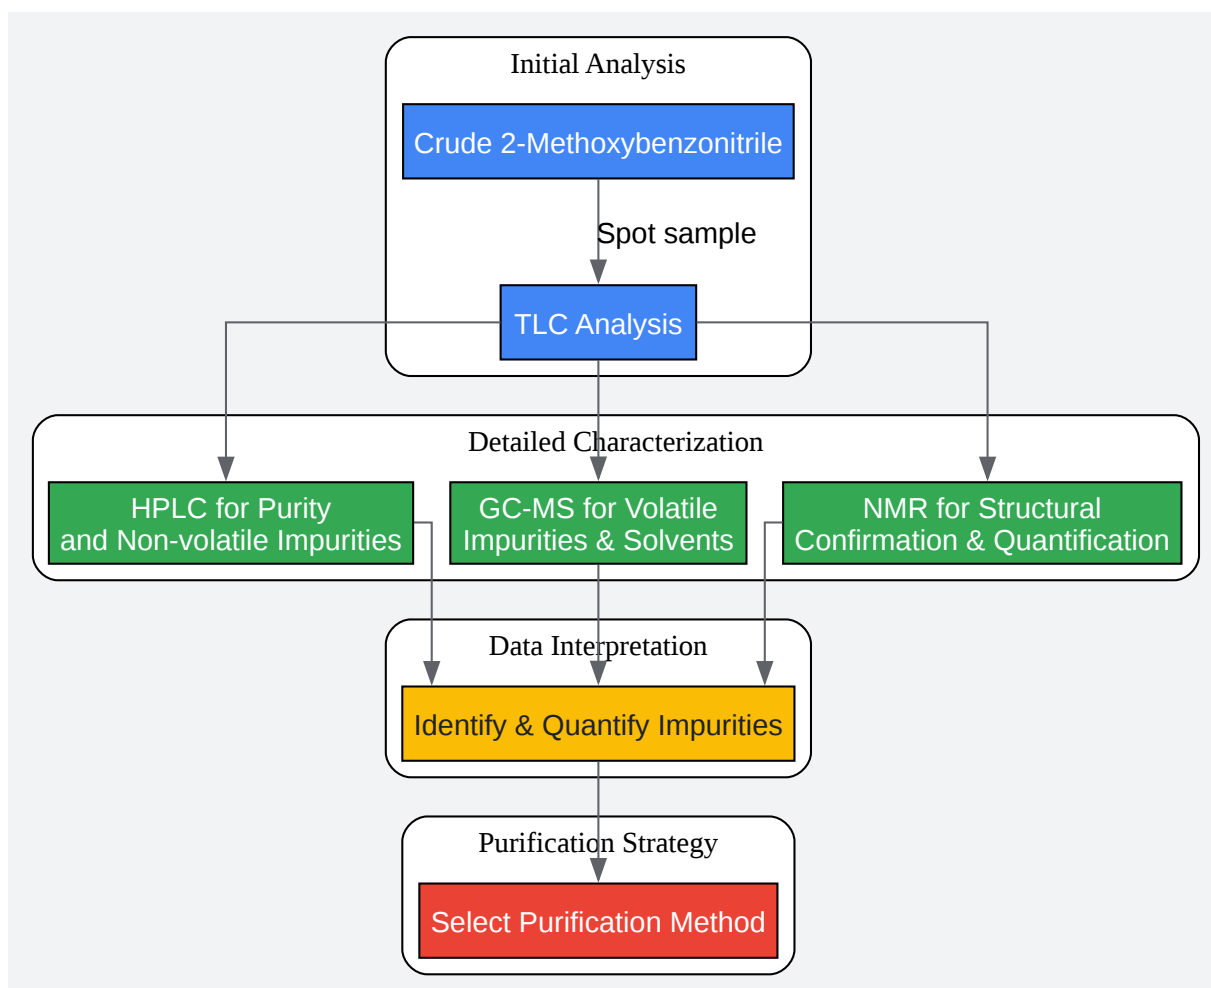 Initial Analysis
Crude 2-Methoxybenzonitrile
Spot sample
TLC Analysis
Detailed Characterization
HPLC for Purity
and Non-volatile Impurities
GC-MS for Volatile
Impurities & Solvents
NMR for Structural
Confirmation & Quantification
Data Interpretation
Identify & Quantify Impurities
Purification Strategy
Select Purification Method